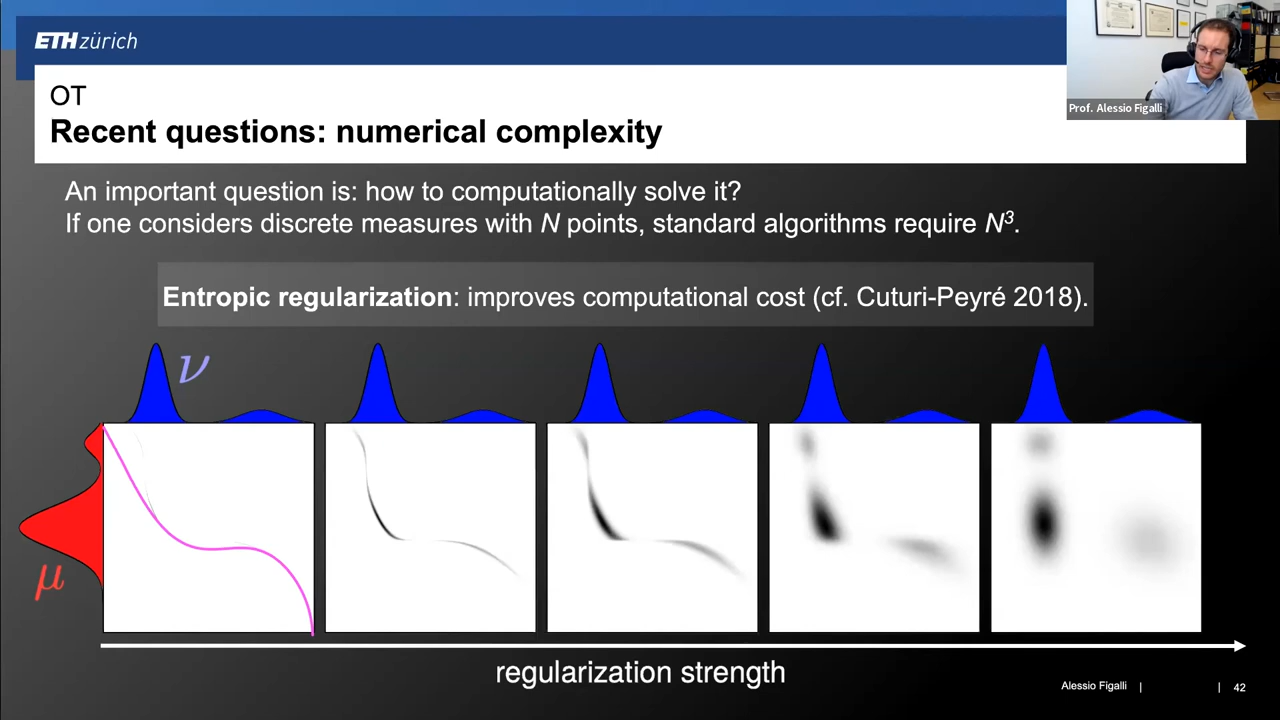 ETH zürich
Prof. Alessio Figalli
OT
Recent questions: numerical complexity
An important question is: how to computationally solve it?
If one considers discrete measures with N points, standard algorithms require N³.
Entropic regularization: improves computational cost (cf. Cuturi-Peyré 2018).
ν
μ
regularization strength
Alessio Figalli | | 42